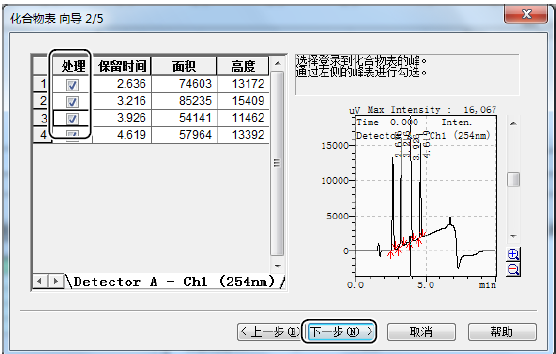 化合物表 向导 2/5
处理 保留时间 面积 高度
1 2.636 74603 13172
2 3.216 85235 15409
3 3.926 54141 11462
4 4.619 57964 13392
\Detector A - Ch1 (254nm)/
选择登录到化合物表的峰。
通过左侧的峰表进行勾选。
uV Max Intensity : 16,067
Time 0.000 Inten.
Ch1 (254nm)
15000
10000
5000
0
0.0 5.0 min
<上一步(L) 下一步(N) > 取消 帮助